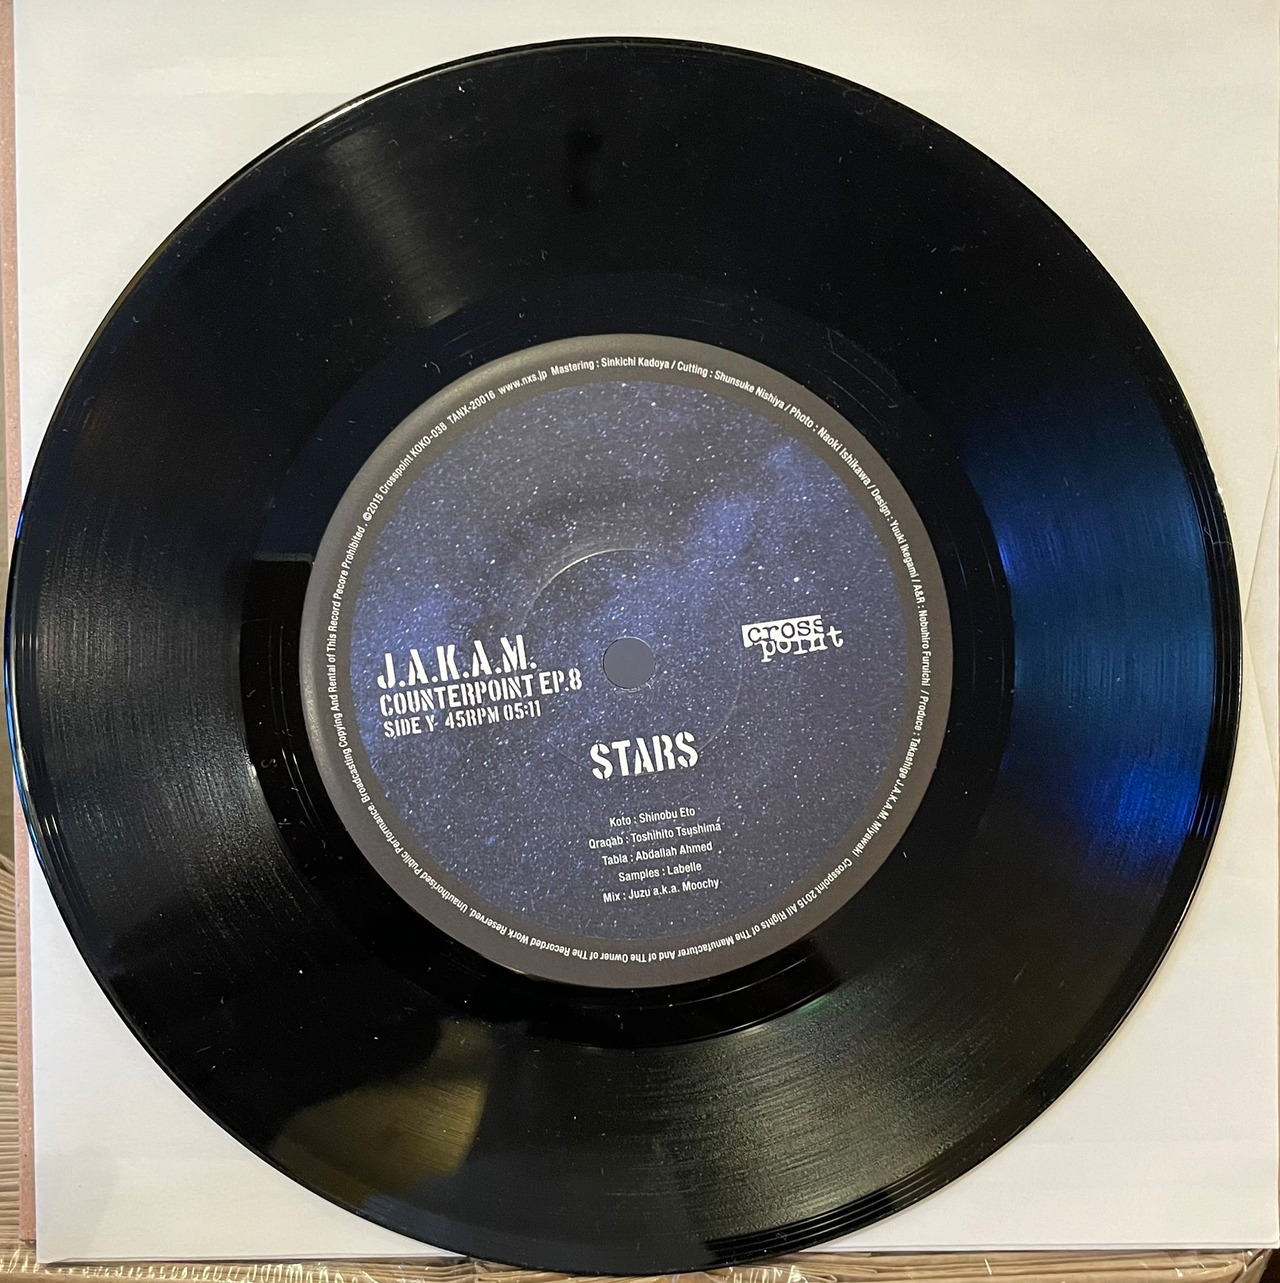 J.A.K.A.M.
COUNTERPOINT EP.8
SIDE Y 45RPM 05:11
cross
point
STARS
Koto : Shinobu Eto
Qraqab : Toshihito Tsushima
Tabla : Abdallah Ahmed
Samples : Labelle
Mix : Juzu a.k.a. Moochy
©2015 Crosspoint KOKO-038 TANX-20016 www.nxs.jp Mastering : Sinkichi Kadoya / Cutting : Shunsuke Nishiya / Photo : Naoki Ishikawa / Design : Yuuki Ikegami / A&R : Nobuhiro Furuichi / Produce : Takashige J.A.K.A.M. Miyawaki Crosspoint 2015 All Rights of The Manufacturer And of The Owner of The Recorded Work Reserved. Unauthorised Public Performance. Broadcasting Copying And Rental of This Record Pecore Prohibited.